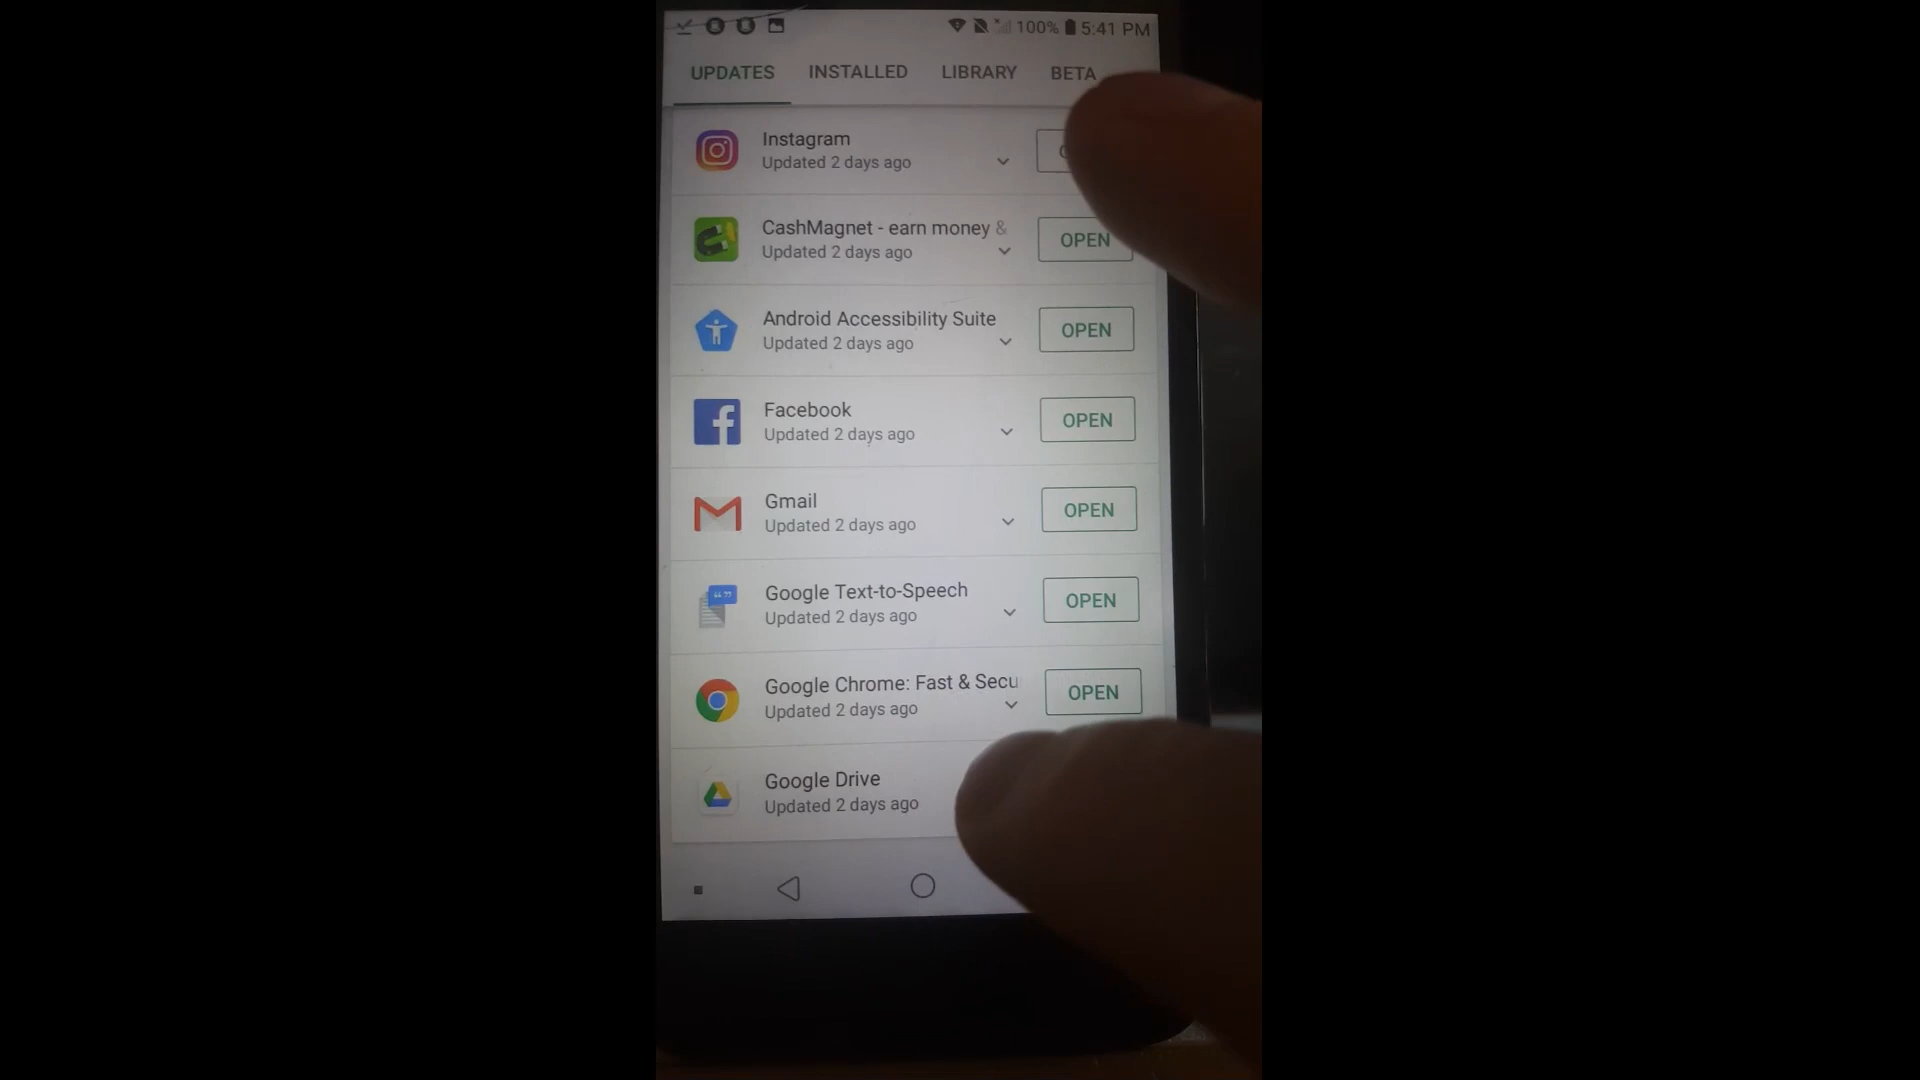 100% 5:41 PM
UPDATES INSTALLED LIBRARY BETA
Instagram
Updated 2 days ago
CashMagnet - earn money &
Updated 2 days ago
OPEN
Android Accessibility Suite
Updated 2 days ago
OPEN
Facebook
Updated 2 days ago
OPEN
Gmail
Updated 2 days ago
OPEN
Google Text-to-Speech
Updated 2 days ago
OPEN
Google Chrome: Fast & Secu
Updated 2 days ago
OPEN
Google Drive
Updated 2 days ago